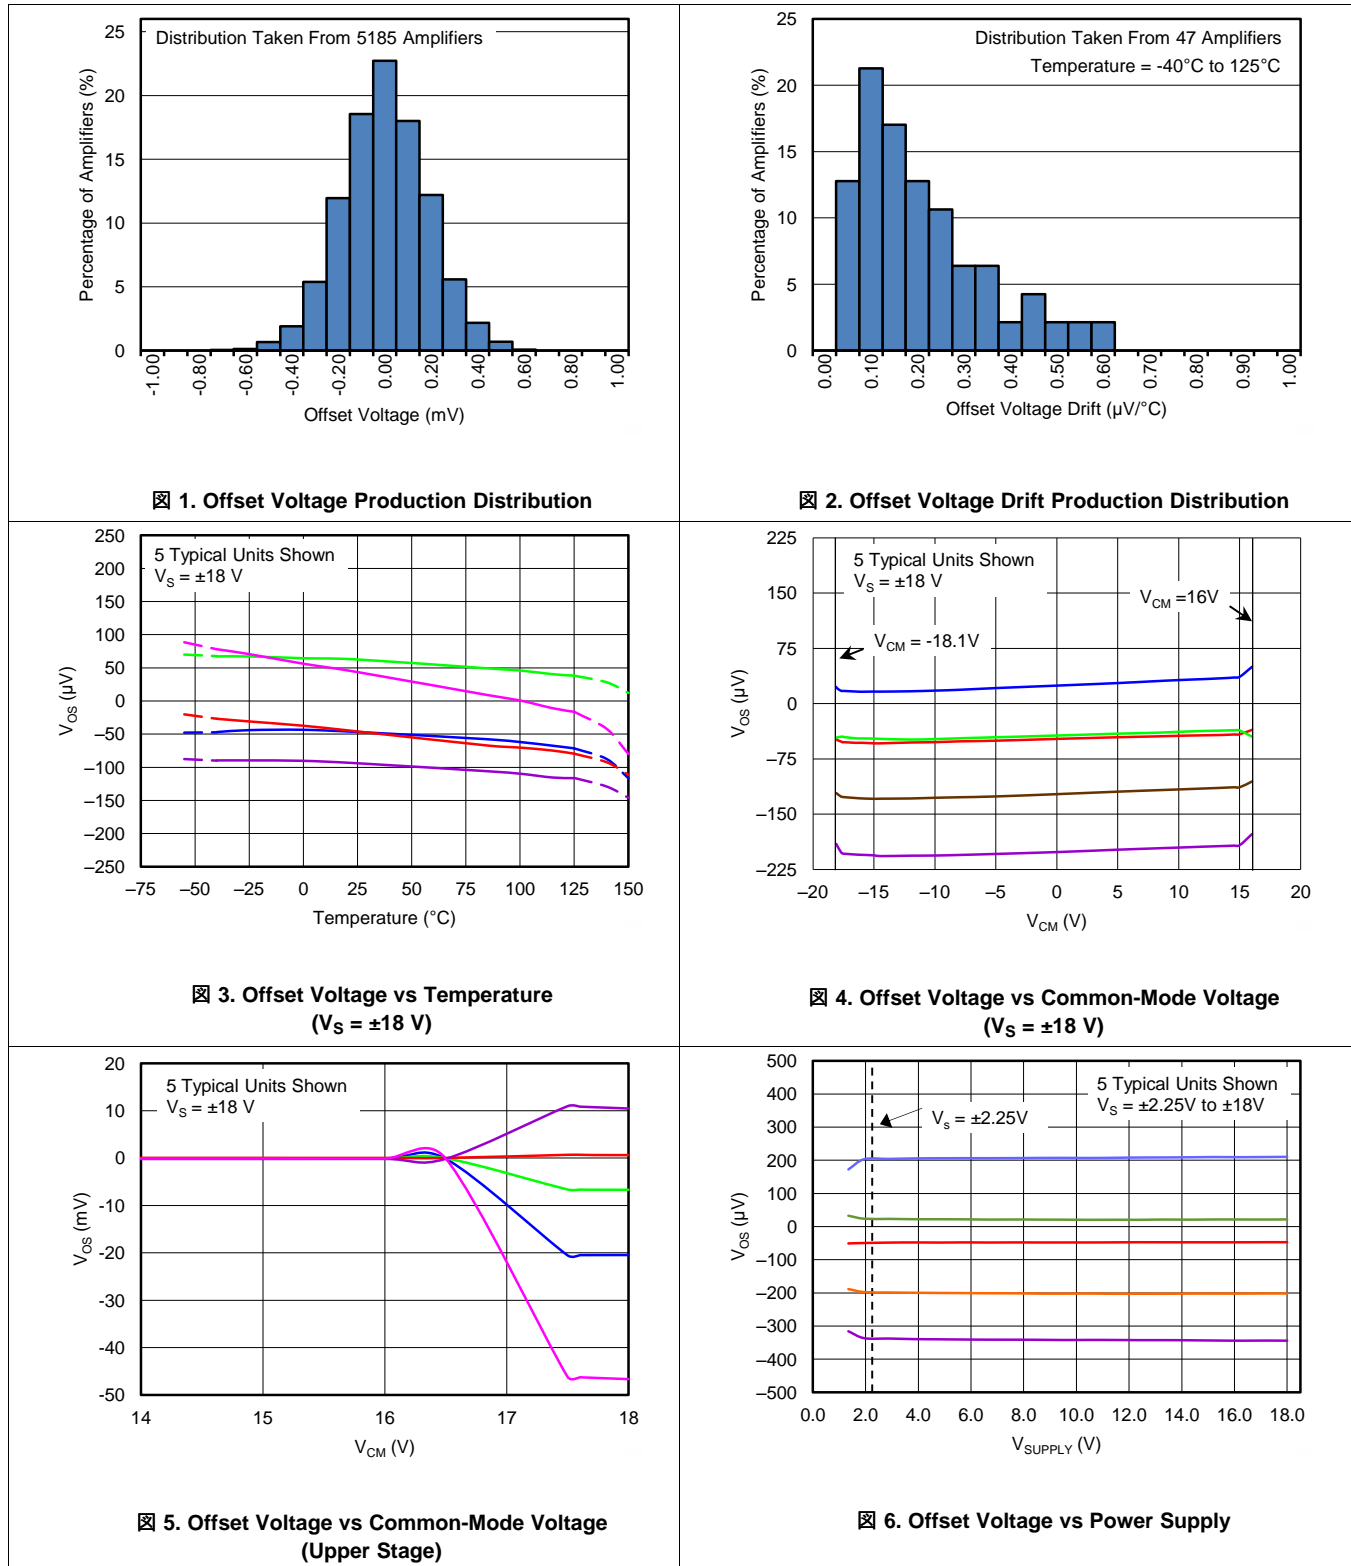 Distribution Taken From 5185 Amplifiers
Percentage of Amplifiers (%)
25
20
15
10
5
0
-1.00
-0.80
-0.60
-0.40
-0.20
0.00
0.20
0.40
0.60
0.80
1.00
Offset Voltage (mV)
図 1. Offset Voltage Production Distribution
Distribution Taken From 47 Amplifiers
Temperature = -40°C to 125°C
Percentage of Amplifiers (%)
25
20
15
10
5
0
0.00
0.10
0.20
0.30
0.40
0.50
0.60
0.70
0.80
0.90
1.00
Offset Voltage Drift (µV/°C)
図 2. Offset Voltage Drift Production Distribution
5 Typical Units Shown
VS = ±18 V
VOS (µV)
250
200
150
100
50
0
–50
–100
–150
–200
–250
–75 –50 –25 0 25 50 75 100 125 150
Temperature (°C)
図 3. Offset Voltage vs Temperature
(VS = ±18 V)
5 Typical Units Shown
VS = ±18 V
VCM =16V
VCM = -18.1V
VOS (µV)
225
150
75
0
–75
–150
–225
–20 –15 –10 –5 0 5 10 15 20
VCM (V)
図 4. Offset Voltage vs Common-Mode Voltage
(VS = ±18 V)
5 Typical Units Shown
VS = ±18 V
VOS (mV)
20
10
0
-10
-20
-30
-40
-50
14 15 16 17 18
VCM (V)
図 5. Offset Voltage vs Common-Mode Voltage
(Upper Stage)
5 Typical Units Shown
VS = ±2.25V to ±18V
Vs = ±2.25V
VOS (µV)
500
400
300
200
100
0
–100
–200
–300
–400
–500
0.0 2.0 4.0 6.0 8.0 10.0 12.0 14.0 16.0 18.0
VSUPPLY (V)
図 6. Offset Voltage vs Power Supply